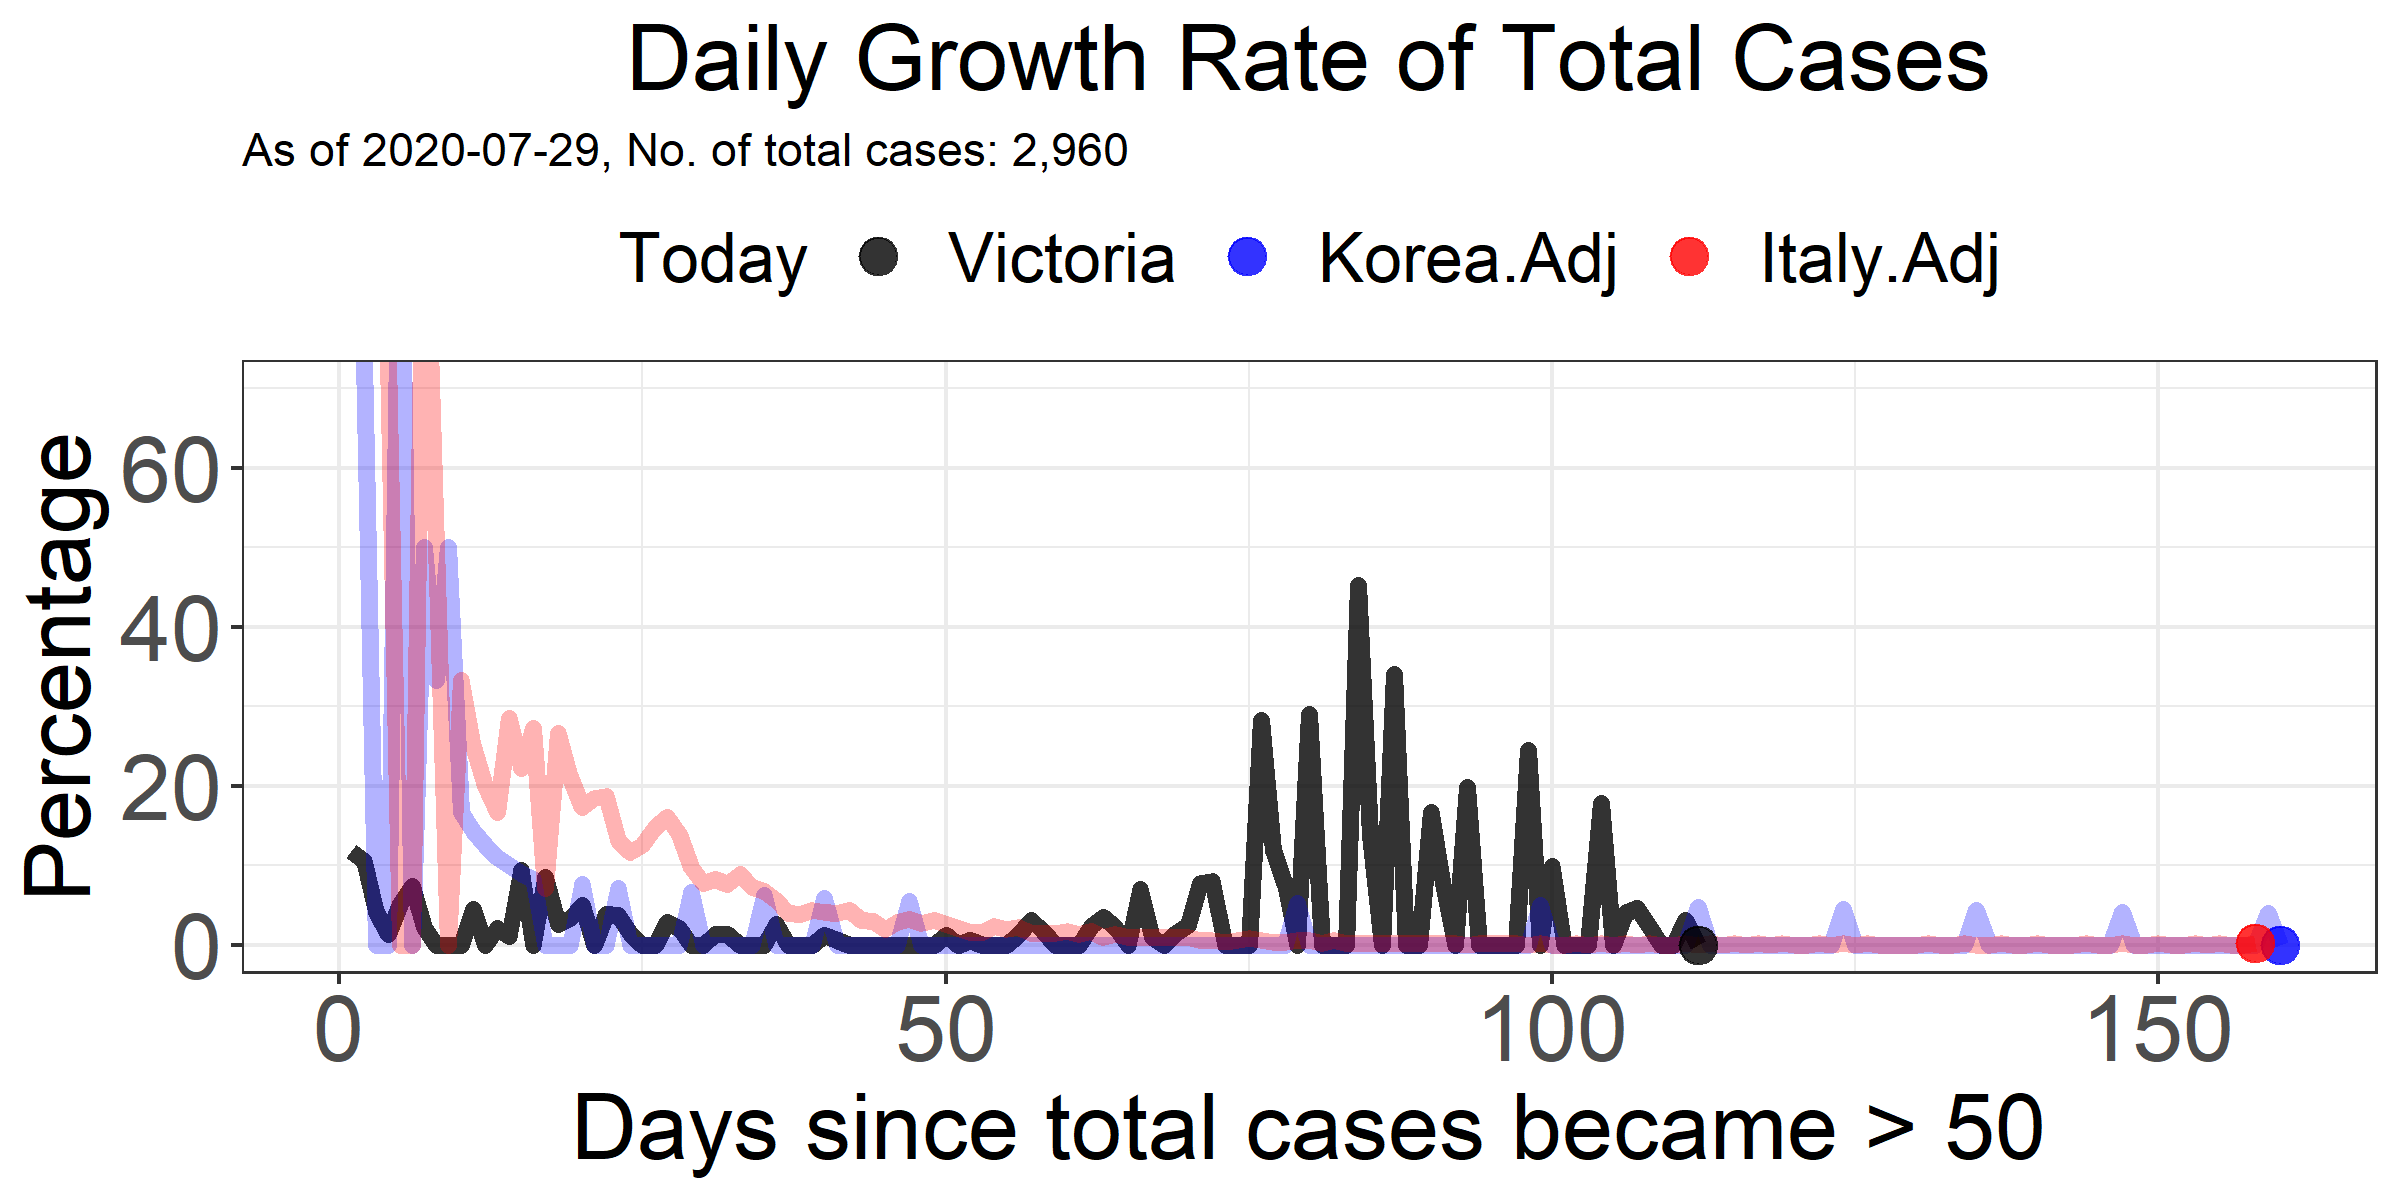 Daily Growth Rate of Total Cases
As of 2020-07-29, No. of total cases: 2,960
Today Victoria Korea.Adj Italy.Adj
Percentage
60
40
20
0
0 50 100 150
Days since total cases became > 50